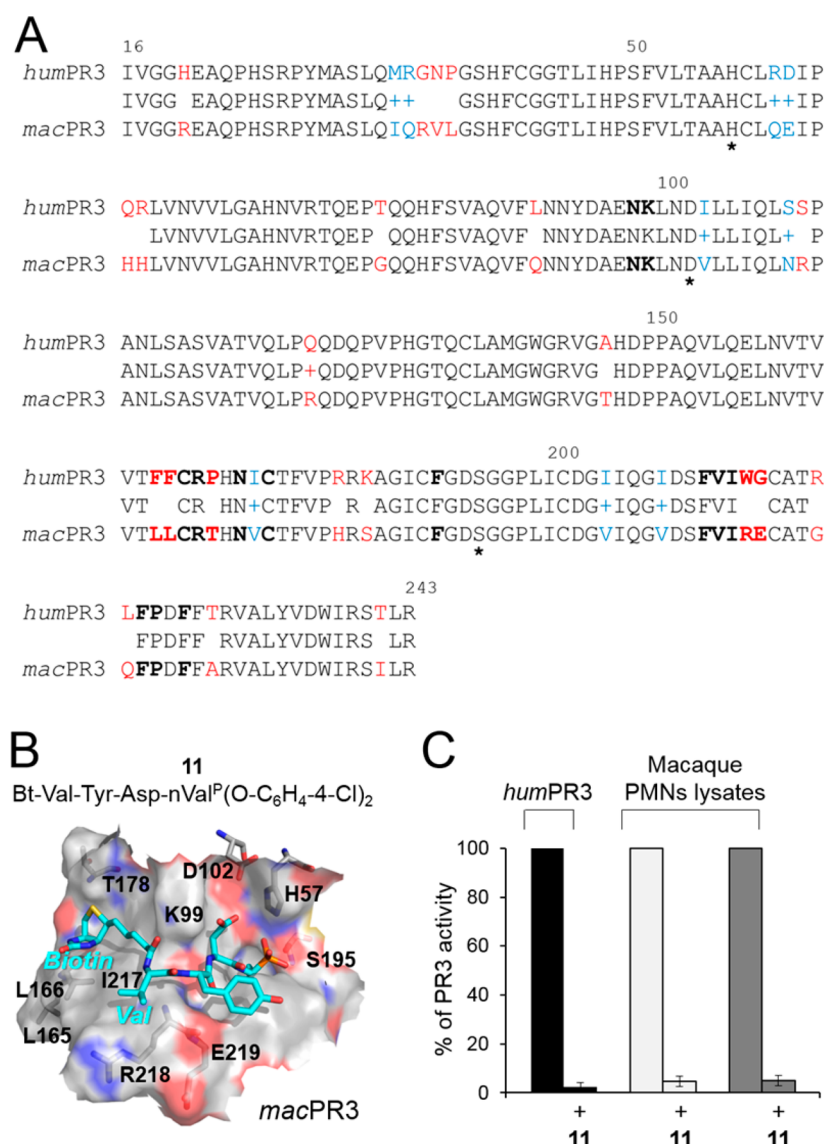 A
16 50
humPR3 IVGGHEAQPHSRPYMASLQMRGNPGSHFCGGTLIHPSFVLTAAHCLRDIP
IVGG EAQPHSRPYMASLQ++ GSHFCGGTLIHPSFVLTAAHCL++IP
macPR3 IVGGREAQPHSRPYMASLQIQRVLGSHFCGGTLIHPSFVLTAAHCLQEIP
*
100
humPR3 QRLVNVVLGAHNVRTQEPTQQHFSVAQVFLNNYDAENKLNDILLIQLSSP
LVNVVLGAHNVRTQEP QQHFSVAQVF NNYDAENKLND+LLIQL+ P
macPR3 HHLVNVVLGAHNVRTQEPGQQHFSVAQVFQNNYDAENKLNDVLLIQLNRP
*
150
humPR3 ANLSASVATVQLPQQDQPVPHGTQCLAMGWGRVGAHDPPAQVLQELNVTV
ANLSASVATVQLP+QDQPVPHGTQCLAMGWGRVG HDPPAQVLQELNVTV
macPR3 ANLSASVATVQLPRQDQPVPHGTQCLAMGWGRVGTHDPPAQVLQELNVTV
200
humPR3 VTFFCRPHNICTFVPRRKAGICFGDSGGPLICDGIIQGIDSFVIWGCATR
VT CR HN+CTFVP R AGICFGDSGGPLICDG+IQG+DSFVI CAT
macPR3 VTLLCRTHNVCTFVPHRSAGICFGDSGGPLICDGVIQGVDSFVIRECATG
*
243
humPR3 LFPDFFTRVALYVDWIRSTLR
FPDFF RVALYVDWIRS LR
macPR3 QFPDFFARVALYVDWIRSILR
B
11
Bt-Val-Tyr-Asp-nValᴾ(O-C₆H₄-4-Cl)₂
D102
T178
H57
K99
S195
Biotin
I217
L166
Val
L165
E219
R218
macPR3
C
Macaque
humPR3 PMNs lysates
% of PR3 activity
100
80
60
40
20
0
+ + +
11 11 11